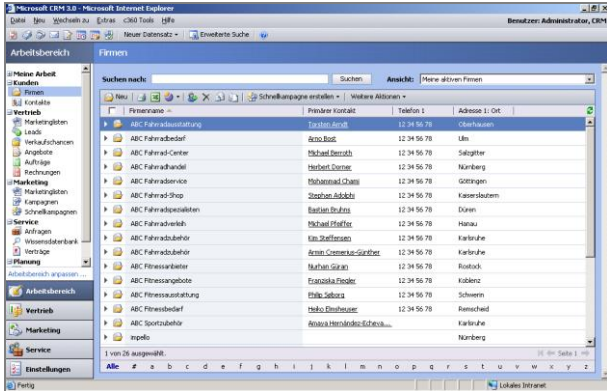 Microsoft CRM 3.0 - Microsoft Internet Explorer
Datei Neu Wechseln zu Extras c360 Tools Hilfe
Benutzer: Administrator, CRM
Neuer Datensatz Erweiterte Suche
Arbeitsbereich
Firmen
Meine Arbeit
Kunden
Firmen
Kontakte
Vertrieb
Marketinglisten
Leads
Verkaufschancen
Angebote
Aufträge
Rechnungen
Marketing
Marketinglisten
Kampagnen
Schnellkampagnen
Service
Anfragen
Wissensdatenbank
Verträge
Planung
Arbeitsbereich anpassen ...
Arbeitsbereich
Vertrieb
Marketing
Service
Einstellungen
Suchen nach: Suchen Ansicht: Meine aktiven Firmen
Neu Schnellkampagne erstellen Weitere Aktionen
Firmenname Primärer Kontakt Telefon 1 Adresse 1: Ort
ABC Fahradausstattung Torsten Arndt 12 34 56 78 Oberhausen
ABC Fahrradbedarf Arno Bost 12 34 56 78 Ulm
ABC Fahrrad-Center Michael Berroth 12 34 56 78 Salzgitter
ABC Fahrradhandel Herbert Dorner 12 34 56 78 Nürnberg
ABC Fahrradservice Mohammad Chami 12 34 56 78 Göttingen
ABC Fahrrad-Shop Stephan Adolphi 12 34 56 78 Kaiserslautern
ABC Fahrradspezialisten Bastian Bruhns 12 34 56 78 Düren
ABC Fahrradverleih Michael Pfeiffer 12 34 56 78 Hanau
ABC Fahrradzubehör Kim Steffensen 12 34 56 78 Karlsruhe
ABC Fahrradzubehör Armin Cremerius-Günther 12 34 56 78 Karlsruhe
ABC Fitnessanbieter Nurhan Güran 12 34 56 78 Rostock
ABC Fitnessangebote Franziska Fiegler 12 34 56 78 Koblenz
ABC Fitnessausstattung Philip Seborg 12 34 56 78 Schwerin
ABC Fitnessbedarf Heiko Elmsheuser 12 34 56 78 Remscheid
ABC Sportzubehör Amaya Hernández-Echeva... Karlsruhe
impello Nürnberg
1 von 26 ausgewählt. Seite 1
Alle # a b c d e f g h i j k l m n o p q r s t u v w x y z
Fertig Lokales Intranet